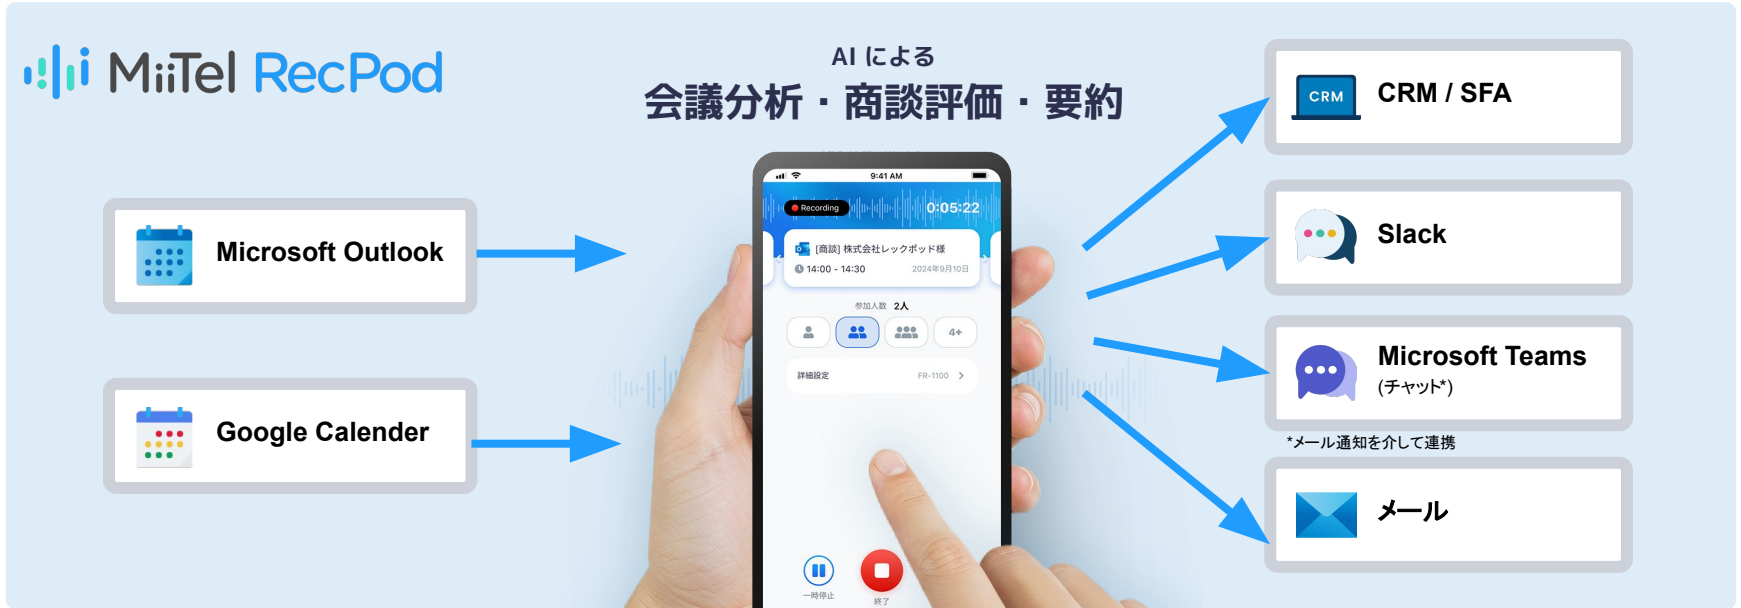 MiiTel RecPod
AI による
会議分析・商談評価・要約
Microsoft Outlook
Google Calender
9:41 AM
Recording
0:05:22
[商談] 株式会社レックポッド様
14:00 - 14:30
2024年9月10日
参加人数 2人
4+
詳細設定
FR-1100
一時停止
終了
CRM
CRM / SFA
Slack
Microsoft Teams
(チャット*)
*メール通知を介して連携
メール